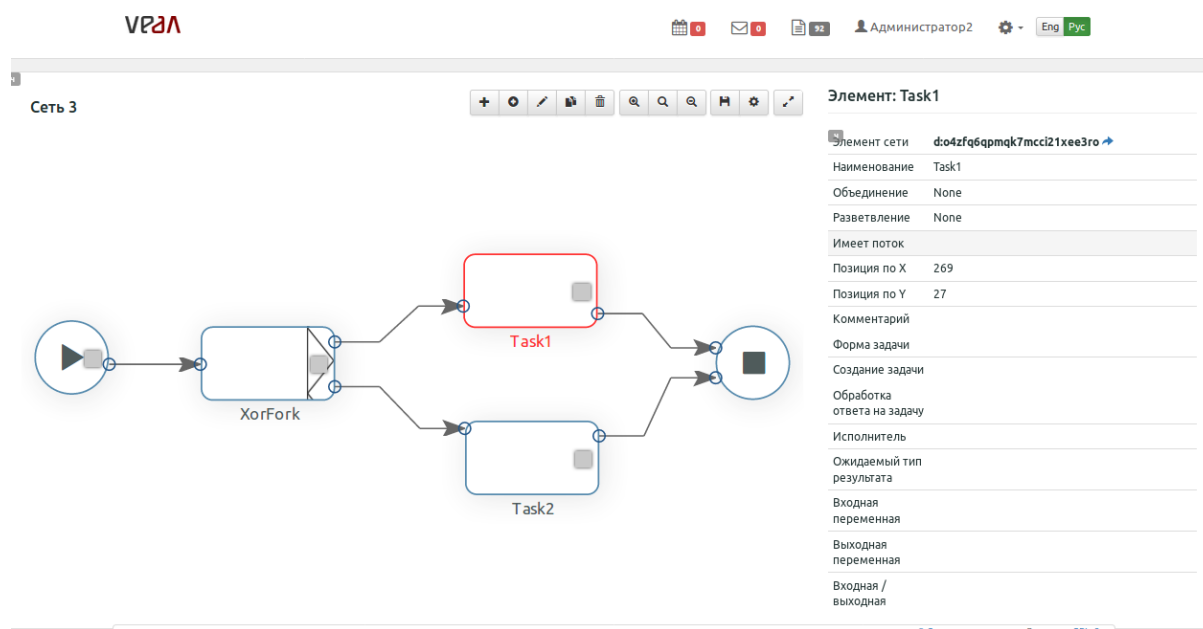 VEДΛ
0
0
92
Администратор2
Eng Рус
ч
Сеть 3
Элемент: Task1
ч
Элемент сети d:o4zfq6qpmqk7mcci21xee3ro
Наименование Task1
Объединение None
Разветвление None
Имеет поток
Позиция по X 269
Позиция по Y 27
Комментарий
Форма задачи
Создание задачи
Обработка
ответа на задачу
Исполнитель
Ожидаемый тип
результата
Входная
переменная
Выходная
переменная
Входная /
выходная
Task1
XorFork
Task2